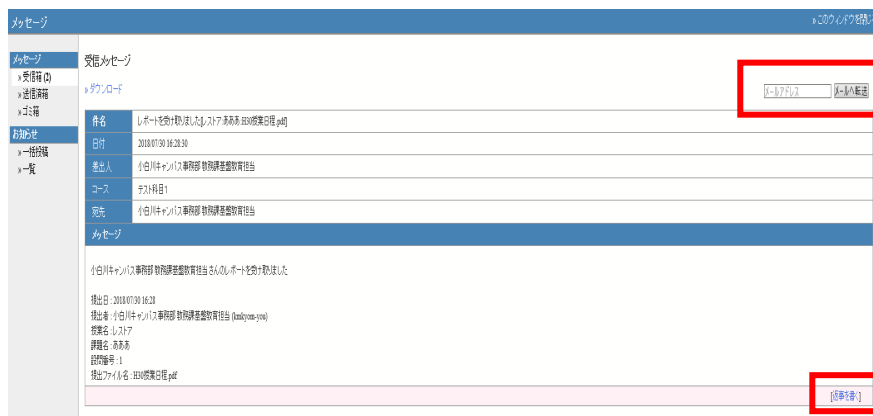 メッセージ
» このウィンドウを閉じ
メッセージ
» 受信箱 (2)
» 送信済箱
» ゴミ箱
お知らせ
» 一括投稿
» 一覧
受信メッセージ
» ダウンロード
メールアドレス メールへ転送
件名 レポートを受け取りました[レストア:あああ:H30授業日程.pdf]
日付 2018/07/30 16:28:30
差出人 小白川キャンパス事務部 教務課基盤教育担当
コース テスト科目1
宛先 小白川キャンパス事務部 教務課基盤教育担当
メッセージ
小白川キャンパス事務部 教務課基盤教育担当 さんのレポートを受け取りました
提出日 : 2018/07/30 16:28
提出者 : 小白川キャンパス事務部 教務課基盤教育担当 (kmkyom-you)
授業名 : レストア
課題名 : あああ
設問番号 : 1
提出ファイル名 : H30授業日程.pdf
[返事を書く]